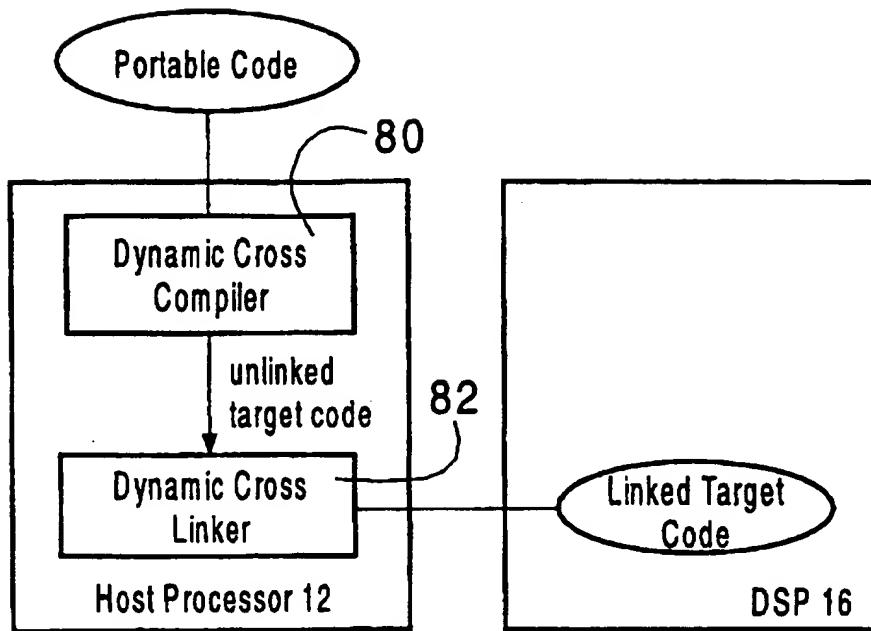 Portable Code
80
Dynamic Cross
Compiler
unlinked
target code
82
Dynamic Cross
Linker
Linked Target
Code
Host Processor 12
DSP 16